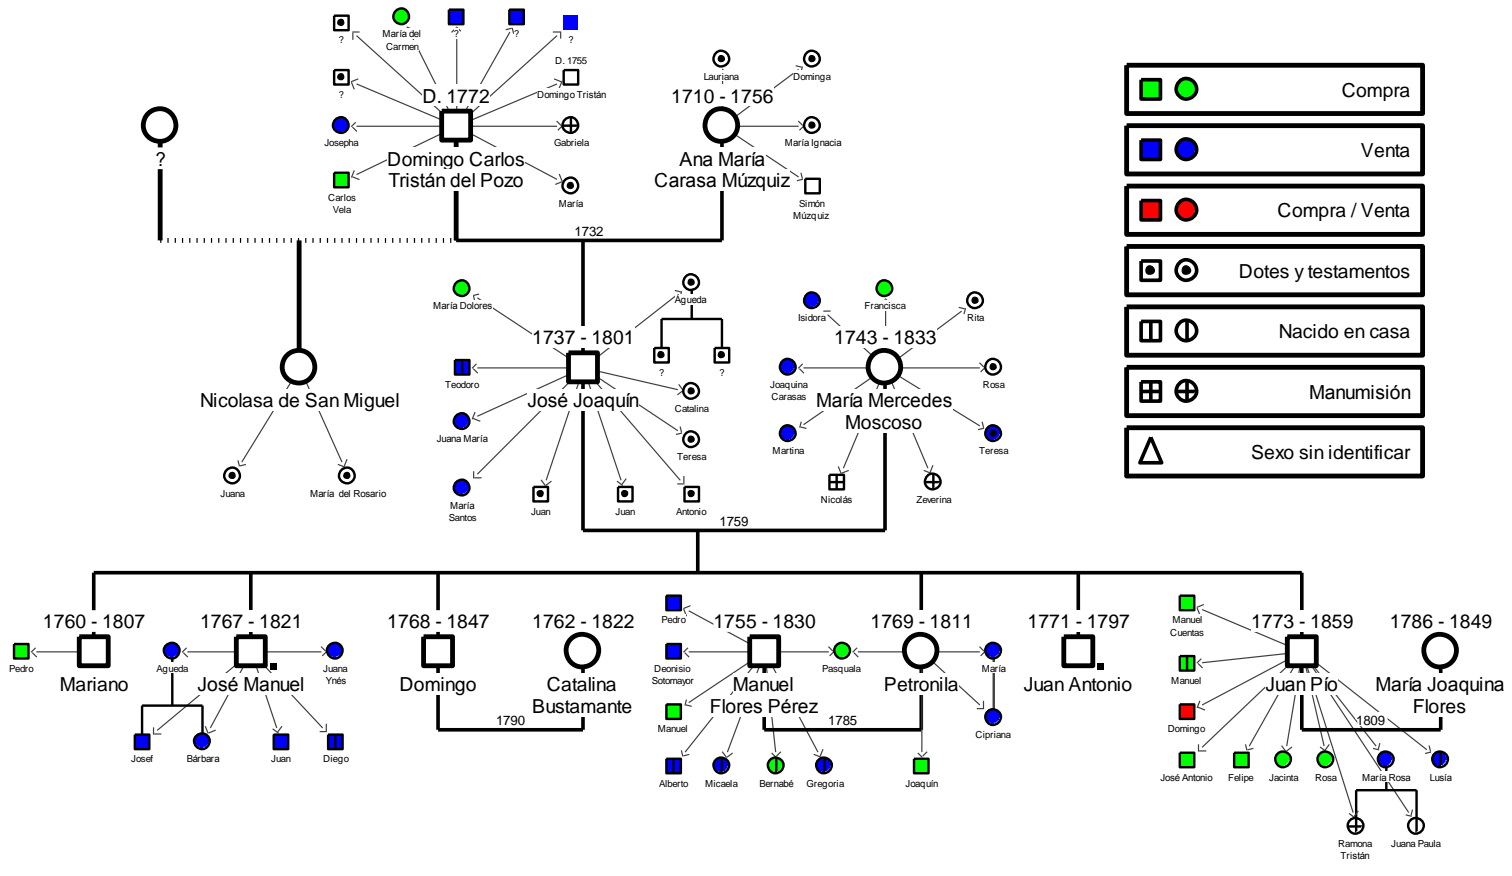 ?
María del
Carmen
?
?
?
?
D. 1755
Domingo Tristán
D. 1772
Josepha
Gabriela
Domingo Carlos
Tristán del Pozo
Carlos
Vela
María
Lauriana
Dominga
1710 - 1756
María Ignacia
Ana María
Carasa Múzquiz
Simón
Múzquiz
?
1732
Compra
Venta
Compra / Venta
Dotes y testamentos
Nacido en casa
Manumisión
Sexo sin identificar
Nicolasa de San Miguel
Juana
María del Rosario
María Dolores
Águeda
?
?
1737 - 1801
Teodoro
José Joaquín
Catalina
Juana María
Teresa
María
Santos
Juan
Juan
Antonio
Isidora
Francisca
Rita
1743 - 1833
Joaquina
Carasas
Rosa
María Mercedes
Moscoso
Martina
Teresa
Nicolás
Zeverina
1759
1760 - 1807
Pedro
Mariano
1767 - 1821
Agueda
Juana
Ynés
José Manuel
Josef
Bárbara
Juan
Diego
1768 - 1847
Domingo
1762 - 1822
Catalina
Bustamante
1790
Pedro
1755 - 1830
Deonisio
Sotomayor
Pasquala
Manuel
Flores Pérez
Manuel
Alberto
Micaela
Bernabé
Gregoria
1785
1769 - 1811
María
Petronila
Cipriana
Joaquín
1771 - 1797
Juan Antonio
Manuel
Cuentas
1773 - 1859
Manuel
Juan Pío
Domingo
1786 - 1849
María Joaquina
Flores
1809
José Antonio
Felipe
Jacinta
Rosa
María Rosa
Lusía
Ramona
Tristán
Juana Paula